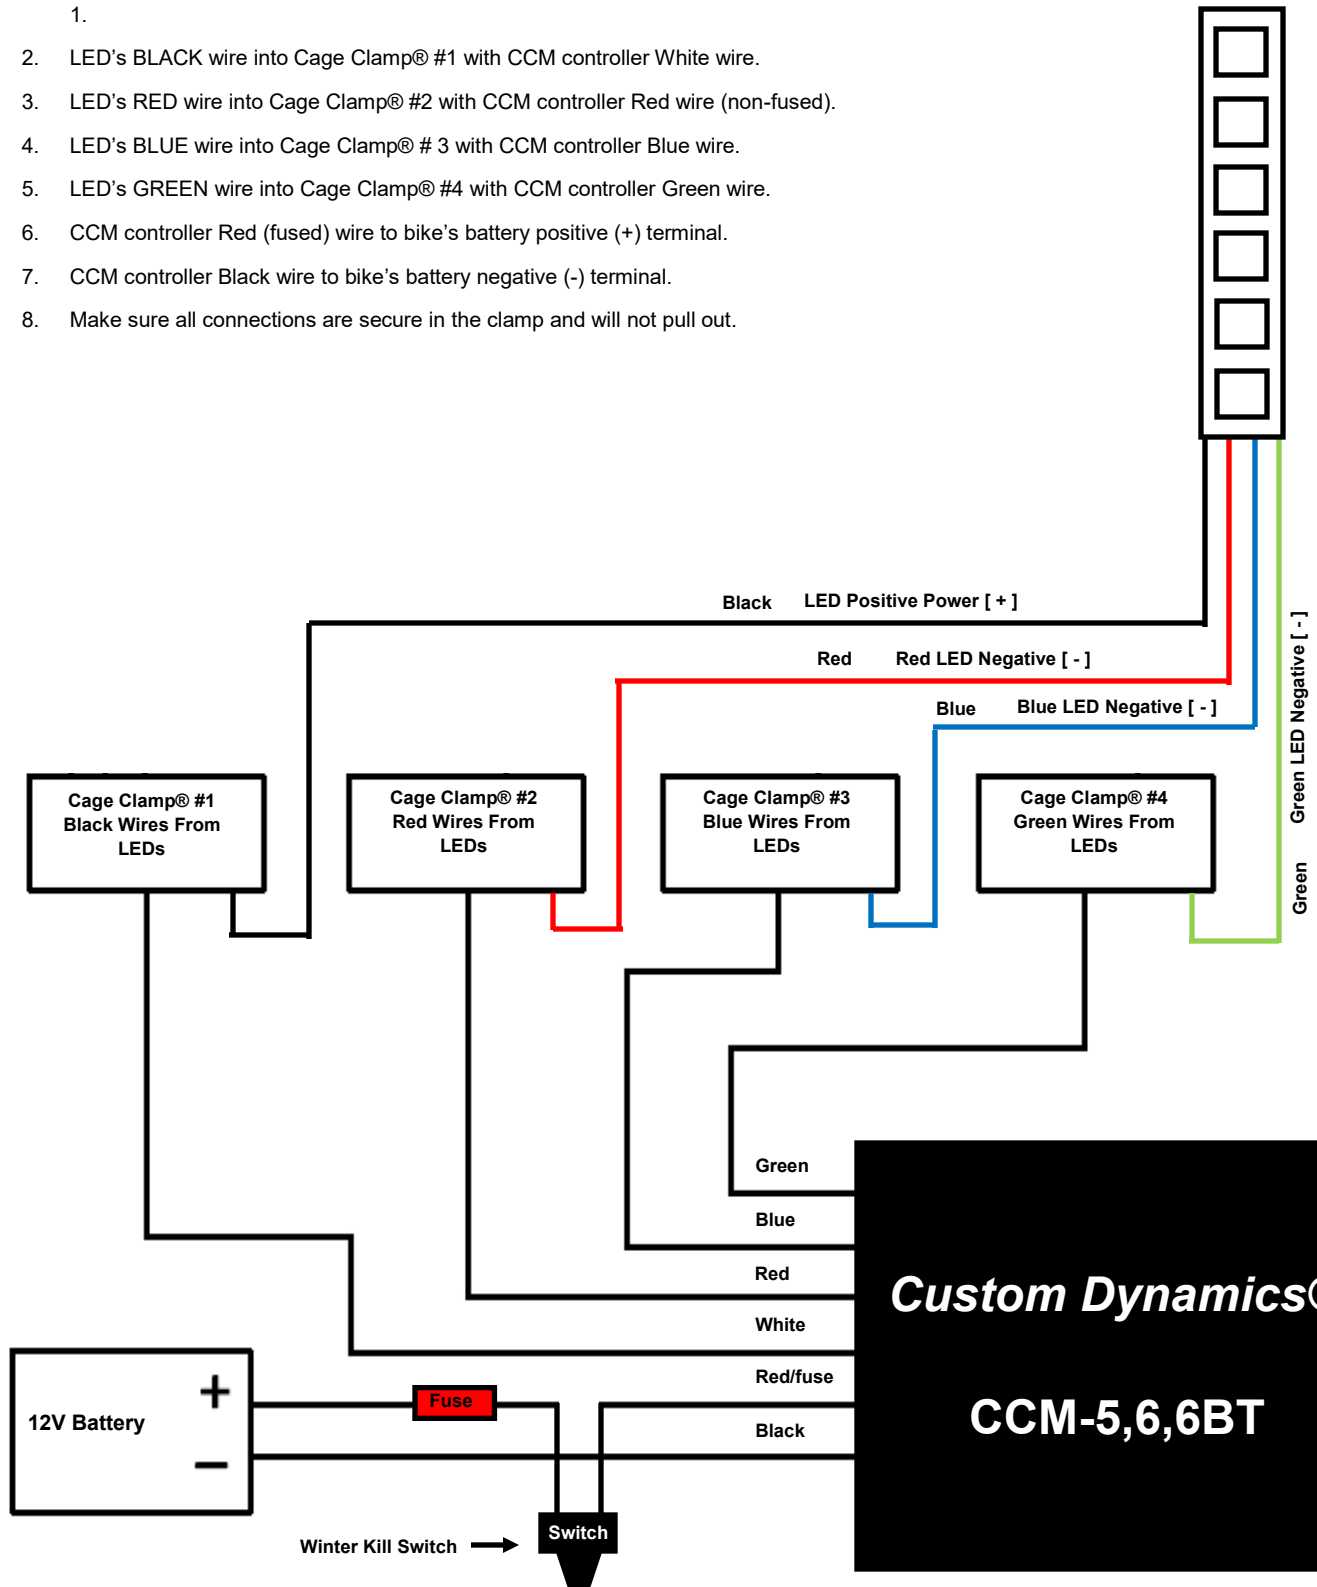 1.
2. LED’s BLACK wire into Cage Clamp® #1 with CCM controller White wire.
3. LED’s RED wire into Cage Clamp® #2 with CCM controller Red wire (non-fused).
4. LED’s BLUE wire into Cage Clamp® # 3 with CCM controller Blue wire.
5. LED’s GREEN wire into Cage Clamp® #4 with CCM controller Green wire.
6. CCM controller Red (fused) wire to bike’s battery positive (+) terminal.
7. CCM controller Black wire to bike’s battery negative (-) terminal.
8. Make sure all connections are secure in the clamp and will not pull out.
Black LED Positive Power [ + ]
Red Red LED Negative [ - ]
Blue Blue LED Negative [ - ]
Green Green LED Negative [ - ]
Cage Clamp® #1
Black Wires From
LEDs
Cage Clamp® #2
Red Wires From
LEDs
Cage Clamp® #3
Blue Wires From
LEDs
Cage Clamp® #4
Green Wires From
LEDs
Green
Blue
Red
White
Red/fuse
Black
Custom Dynamics®
CCM-5,6,6BT
12V Battery
+
−
Fuse
Switch
Winter Kill Switch